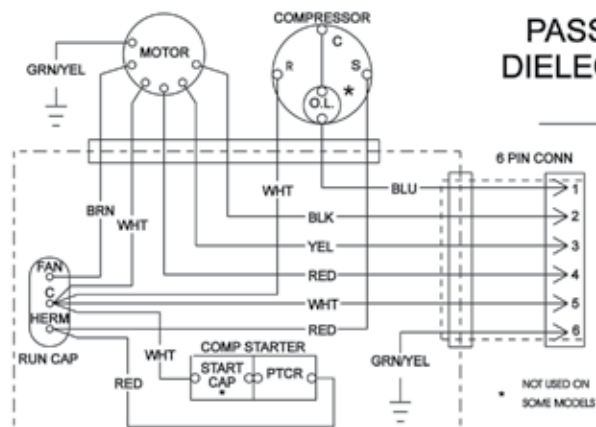 COMPRESSOR
PASS
DIELEC
MOTOR
C
R
S
*
O.L.
GRN/YEL
6 PIN CONN
WHT
BLU
1
BRN
WHT
BLK
2
YEL
3
FAN
RED
4
C
WHT
5
HERM
RED
6
RUN CAP
WHT
COMP STARTER
GRN/YEL
RED
START
CAP
*
PTCR
* NOT USED ON
SOME MODELS